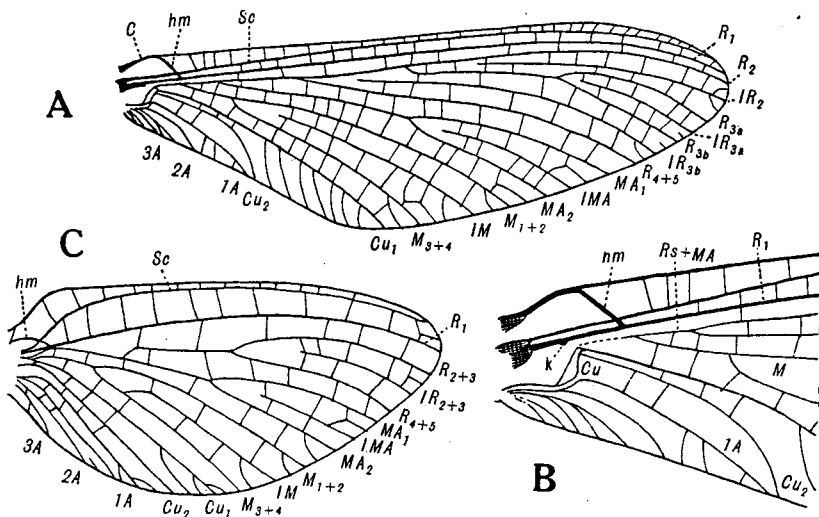 C hm Sc
R₁
R₂
IR₂
R₃ₐ
IR₃ₐ
R₃b
IR₃b
R₄₊₅
MA₁
IMA
MA₂
M₁₊₂
IM
M₃₊₄
Cu₁
Cu₂
1A
2A
3A
A
C
hm
Sc
R₁
R₂₊₃
IR₂₊₃
R₄₊₅
MA₁
IMA
MA₂
M₁₊₂
IM
M₃₊₄
Cu₁
Cu₂
1A
2A
3A
hm Rs+MA R₁
k
Cu
M
1A
Cu₂
B